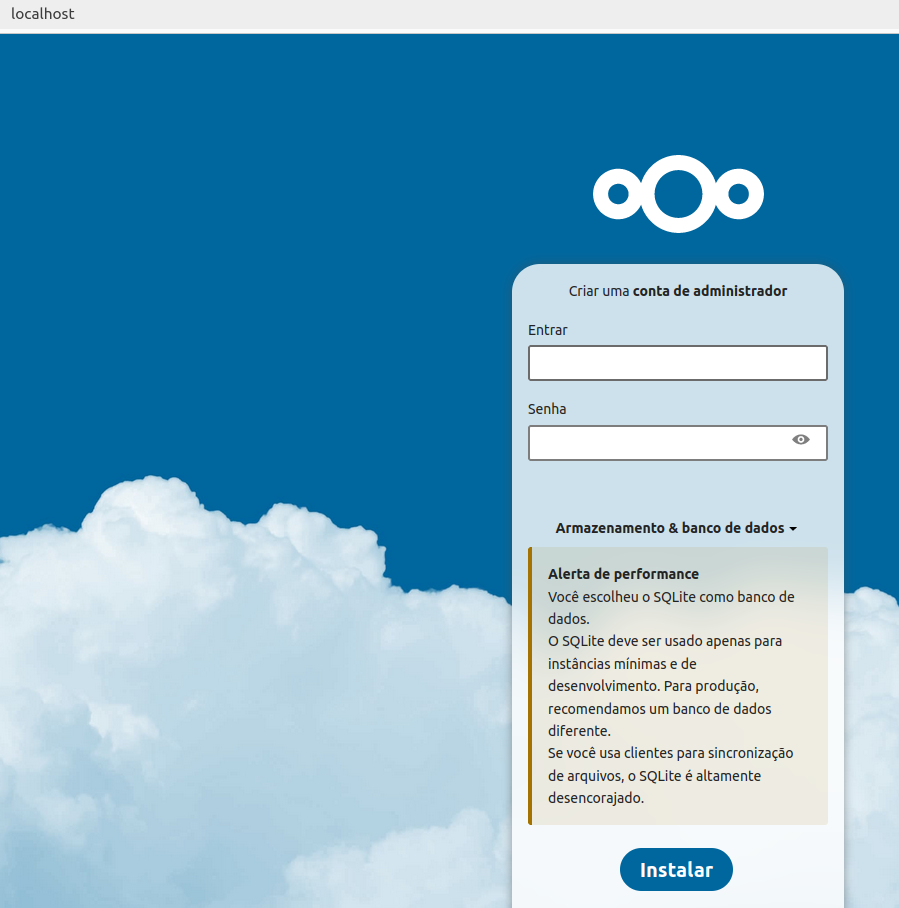 localhost
Criar uma conta de administrador
Entrar
Senha
Armazenamento & banco de dados
Alerta de performance
Você escolheu o SQLite como banco de
dados.
O SQLite deve ser usado apenas para
instâncias mínimas e de
desenvolvimento. Para produção,
recomendamos um banco de dados
diferente.
Se você usa clientes para sincronização
de arquivos, o SQLite é altamente
desencorajado.
Instalar